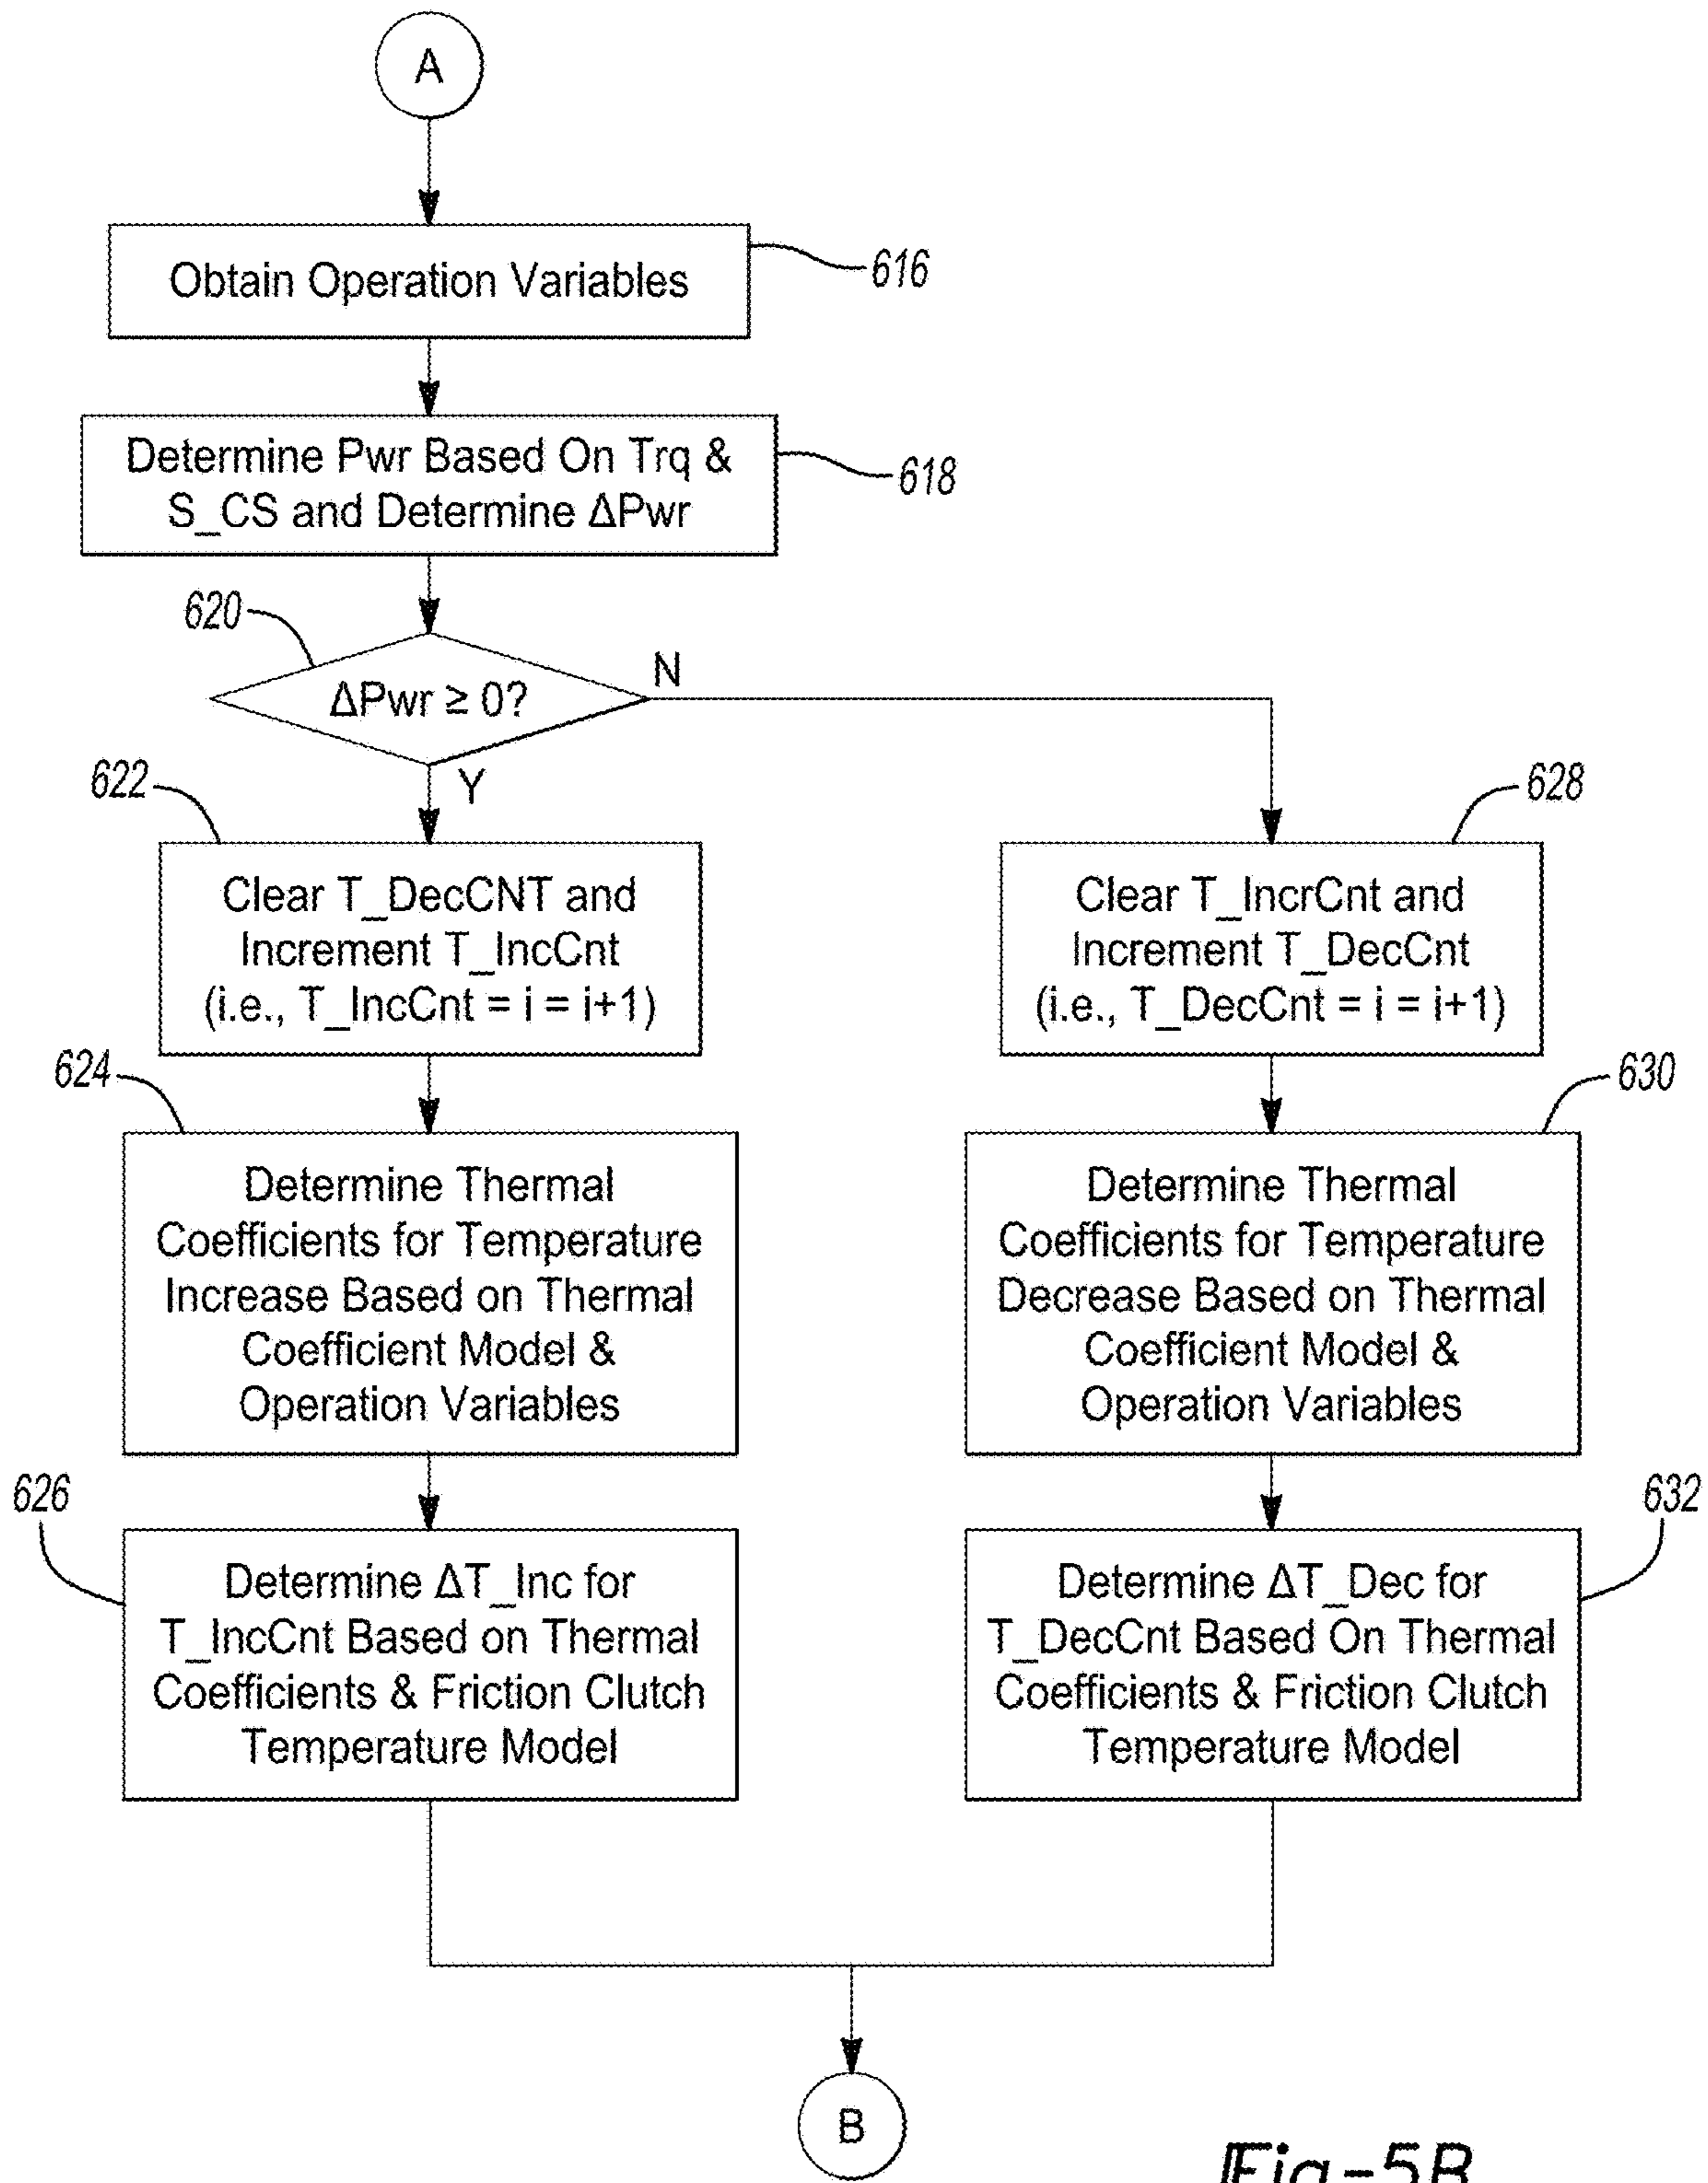 A
Obtain Operation Variables
616
Determine Pwr Based On Trq &
S_CS and Determine ΔPwr
618
620
ΔPwr ≥ 0?
N
Y
622
Clear T_DecCNT and
Increment T_IncCnt
(i.e., T_IncCnt = i = i+1)
628
Clear T_IncrCnt and
Increment T_DecCnt
(i.e., T_DecCnt = i = i+1)
624
Determine Thermal
Coefficients for Temperature
Increase Based on Thermal
Coefficient Model &
Operation Variables
630
Determine Thermal
Coefficients for Temperature
Decrease Based on Thermal
Coefficient Model &
Operation Variables
626
Determine ΔT_Inc for
T_IncCnt Based on Thermal
Coefficients & Friction Clutch
Temperature Model
632
Determine ΔT_Dec for
T_DecCnt Based On Thermal
Coefficients & Friction Clutch
Temperature Model
B
Fig-5B